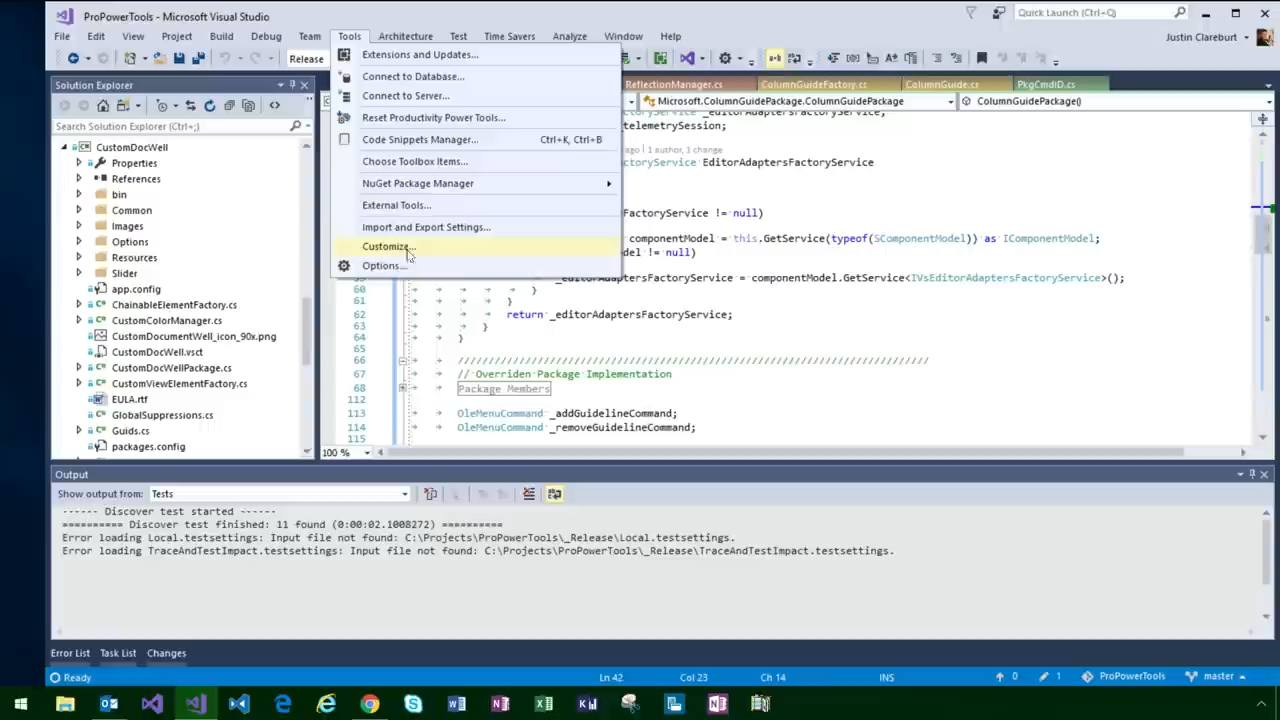 ProPowerTools - Microsoft Visual Studio
Quick Launch (Ctrl+Q)
File Edit View Project Build Debug Team Tools Architecture Test Time Savers Analyze Window Help
Justin Clareburt
Release
Extensions and Updates...
Connect to Database...
Connect to Server...
Reset Productivity Power Tools...
Code Snippets Manager... Ctrl+K, Ctrl+B
Choose Toolbox Items...
NuGet Package Manager
External Tools...
Import and Export Settings...
Customize...
Options...
Solution Explorer
Search Solution Explorer (Ctrl+;)
CustomDocWell
Properties
References
bin
Common
Images
Options
Resources
Slider
app.config
ChainableElementFactory.cs
CustomColorManager.cs
CustomDocumentWell_icon_90x.png
CustomDocWell.vsct
CustomDocWellPackage.cs
CustomViewElementFactory.cs
EULA.rtf
GlobalSuppressions.cs
Guids.cs
packages.config
ReflectionManager.cs ColumnGuideFactory.cs ColumnGuide.cs PkgCmdID.cs
Microsoft.ColumnGuidePackage.ColumnGuidePackage ColumnGuidePackage()
ctoryService _editorAdaptersFactoryService;
telemetrySession;
ago | 1 author, 1 change
ctoryService EditorAdaptersFactoryService
FactoryService != null)
componentModel = this.GetService(typeof(SComponentModel)) as IComponentModel;
del != null)
59 _editorAdaptersFactoryService = componentModel.GetService<IVsEditorAdaptersFactoryService>();
60 }
61 }
62 return _editorAdaptersFactoryService;
63 }
64 }
65
66 ////////////////////////////////////////////////////////////////////////////
67 // Overriden Package Implementation
68 Package Members
112
113 OleMenuCommand _addGuidelineCommand;
114 OleMenuCommand _removeGuidelineCommand;
115
100 %
Output
Show output from: Tests
------ Discover test started ------
========== Discover test finished: 11 found (0:00:02.1008272) ==========
Error loading Local.testsettings: Input file not found: C:\Projects\ProPowerTools\_Release\Local.testsettings.
Error loading TraceAndTestImpact.testsettings: Input file not found: C:\Projects\ProPowerTools\_Release\TraceAndTestImpact.testsettings.
Error List Task List Changes
Ready Ln 42 Col 23 Ch 14 INS 0 1 ProPowerTools master